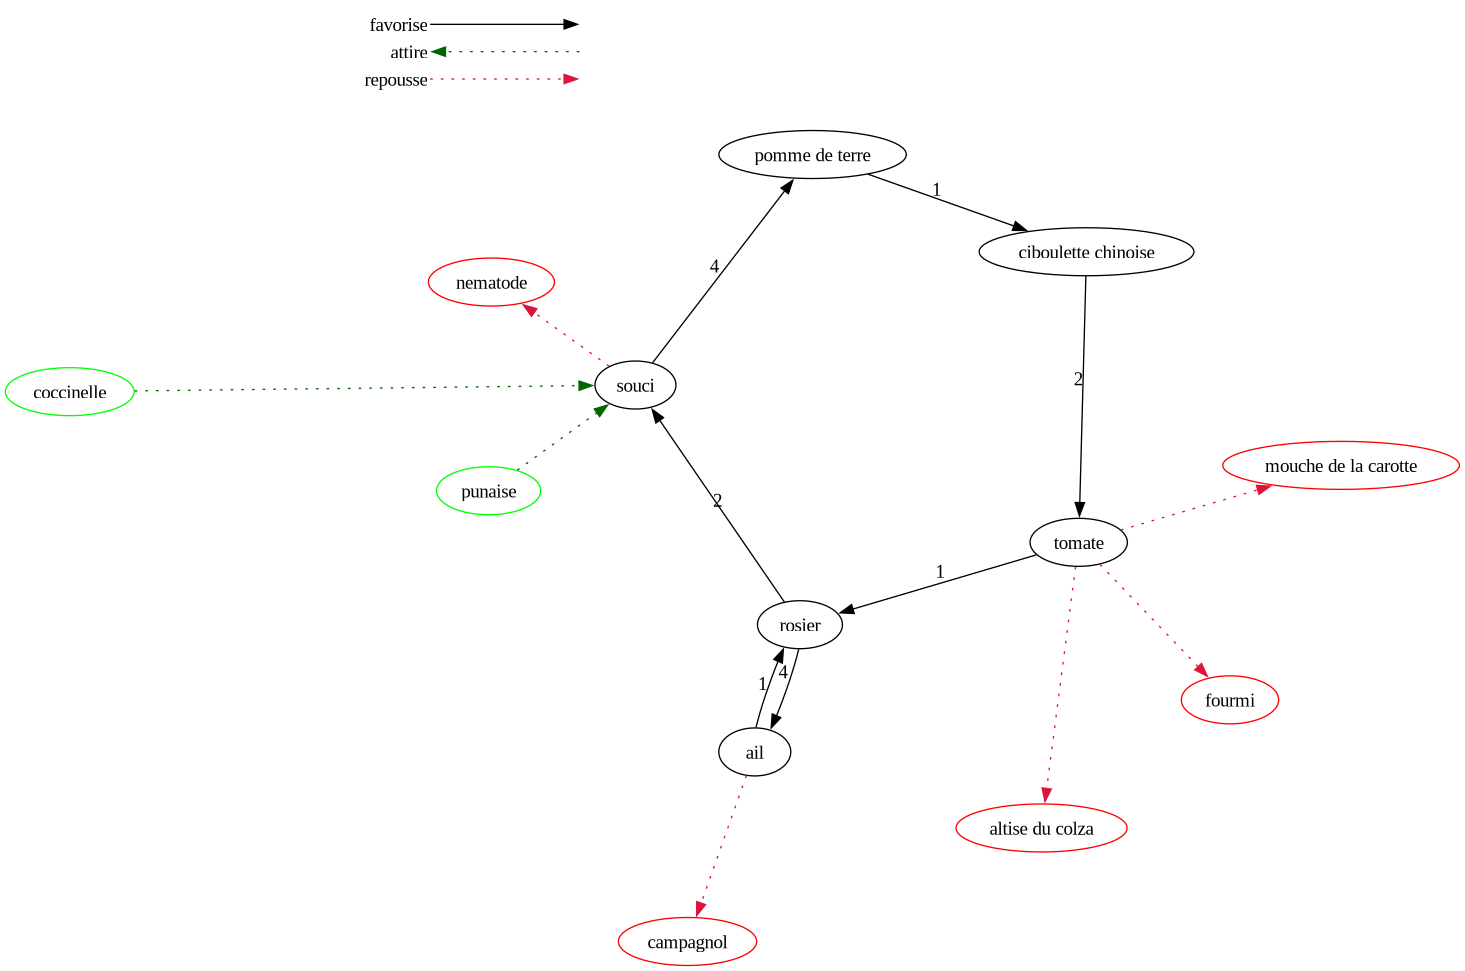 favorise
attire
repousse
pomme de terre
1
ciboulette chinoise
4
nematode
souci
coccinelle
2
punaise
2
mouche de la carotte
tomate
1
rosier
1
4
fourmi
ail
altise du colza
campagnol